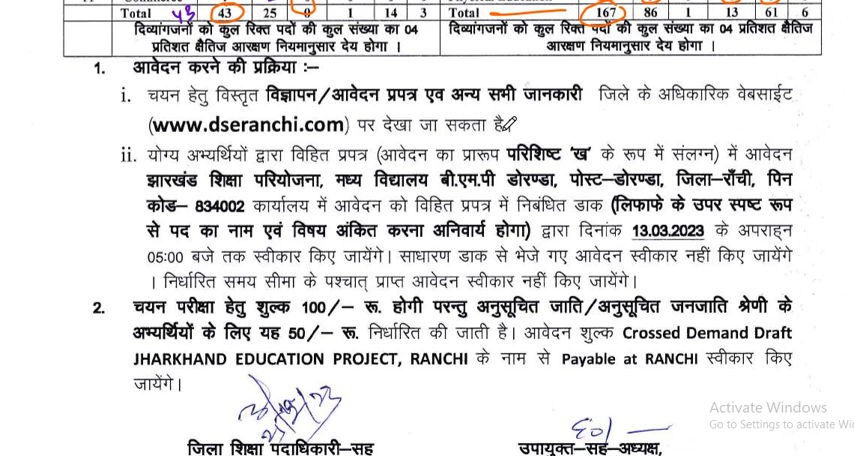 Total 43 43 25 0 1 14 3 Total 167 86 1 13 61 6
दिव्यांगजनों को कुल रिक्त पदों की कुल संख्या का 04 प्रतिशत क्षैतिज आरक्षण नियमानुसार देय होगा ।
दिव्यांगजनों को कुल रिक्त पदों की कुल संख्या का 04 प्रतिशत क्षैतिज आरक्षण नियमानुसार देय होगा ।
1. आवेदन करने की प्रक्रिया :–
i. चयन हेतु विस्तृत विज्ञापन/आवेदन प्रपत्र एव अन्य सभी जानकारी जिले के अधिकारिक वेबसाईट
(www.dseranchi.com) पर देखा जा सकता है
ii. योग्य अभ्यर्थियों द्वारा विहित प्रपत्र (आवेदन का प्रारूप परिशिष्ट 'ख' के रूप में संलग्न) में आवेदन
झारखंड शिक्षा परियोजना, मध्य विद्यालय बी.एम.पी डोरण्डा, पोस्ट–डोरण्डा, जिला–राँची, पिन
कोड– 834002 कार्यालय में आवेदन को विहित प्रपत्र में निबंधित डाक (लिफाफे के उपर स्पष्ट रूप
से पद का नाम एवं विषय अंकित करना अनिवार्य होगा) द्वारा दिनांक 13.03.2023 के अपराह्न
05:00 बजे तक स्वीकार किए जायेंगे। साधारण डाक से भेजे गए आवेदन स्वीकार नहीं किए जायेंगे
। निर्धारित समय सीमा के पश्चात् प्राप्त आवेदन स्वीकार नहीं किए जायेंगे।
2. चयन परीक्षा हेतु शुल्क 100/– रू. होगी परन्तु अनुसूचित जाति/अनुसूचित जनजाति श्रेणी के
अभ्यर्थियों के लिए यह 50/– रू. निर्धारित की जाती है। आवेदन शुल्क Crossed Demand Draft
JHARKHAND EDUCATION PROJECT, RANCHI के नाम से Payable at RANCHI स्वीकार किए
जायेंगे।
जिला शिक्षा पदाधिकारी–सह
उपायुक्त–सह–अध्यक्ष,
Activate Windows
Go to Settings to activate